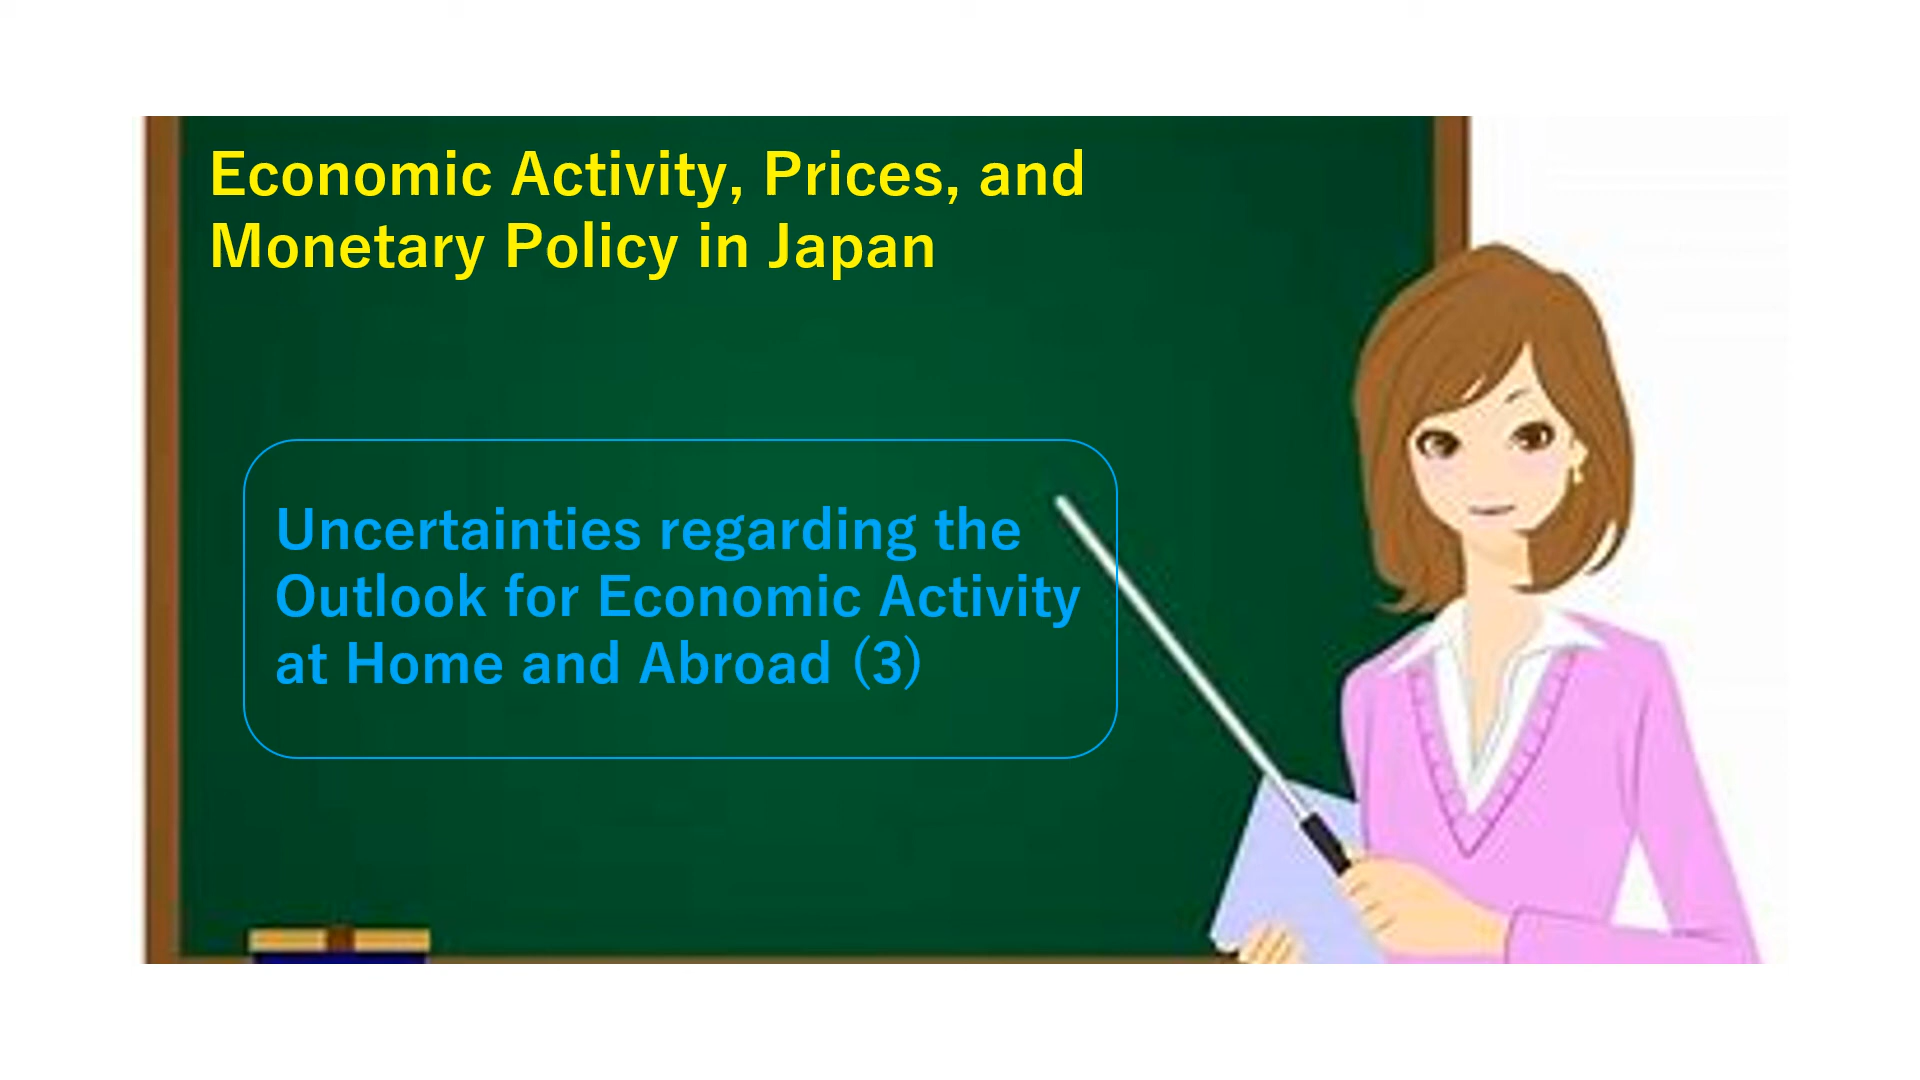 Economic Activity, Prices, and
Monetary Policy in Japan
Uncertainties regarding the
Outlook for Economic Activity
at Home and Abroad (3)